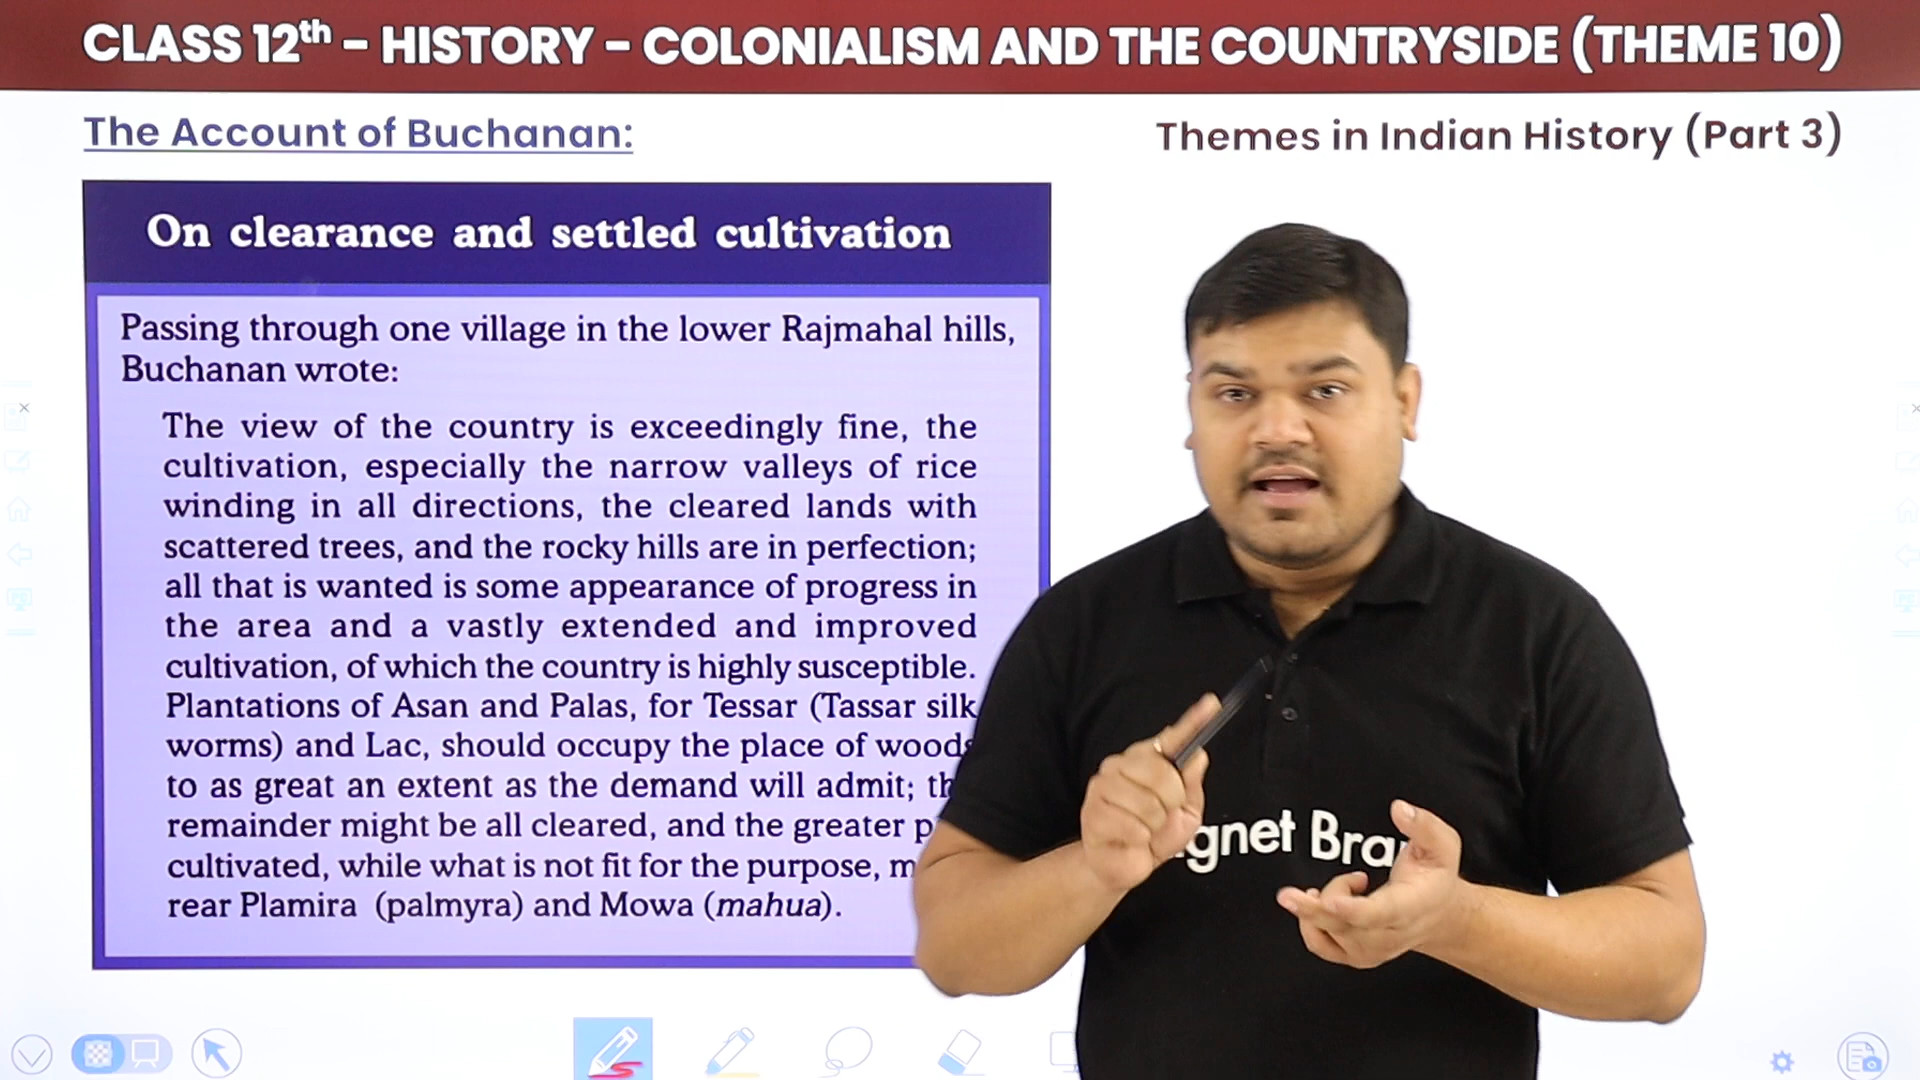 CLASS 12th – HISTORY – COLONIALISM AND THE COUNTRYSIDE (THEME 10)
The Account of Buchanan:
Themes in Indian History (Part 3)
On clearance and settled cultivation
Passing through one village in the lower Rajmahal hills,
Buchanan wrote:
The view of the country is exceedingly fine, the
cultivation, especially the narrow valleys of rice
winding in all directions, the cleared lands with
scattered trees, and the rocky hills are in perfection;
all that is wanted is some appearance of progress in
the area and a vastly extended and improved
cultivation, of which the country is highly susceptible.
Plantations of Asan and Palas, for Tessar (Tassar silk
worms) and Lac, should occupy the place of woods
to as great an extent as the demand will admit;
remainder might be all cleared, and the greater
cultivated, while what is not fit for the purpose,
rear Plamira (palmyra) and Mowa (mahua).